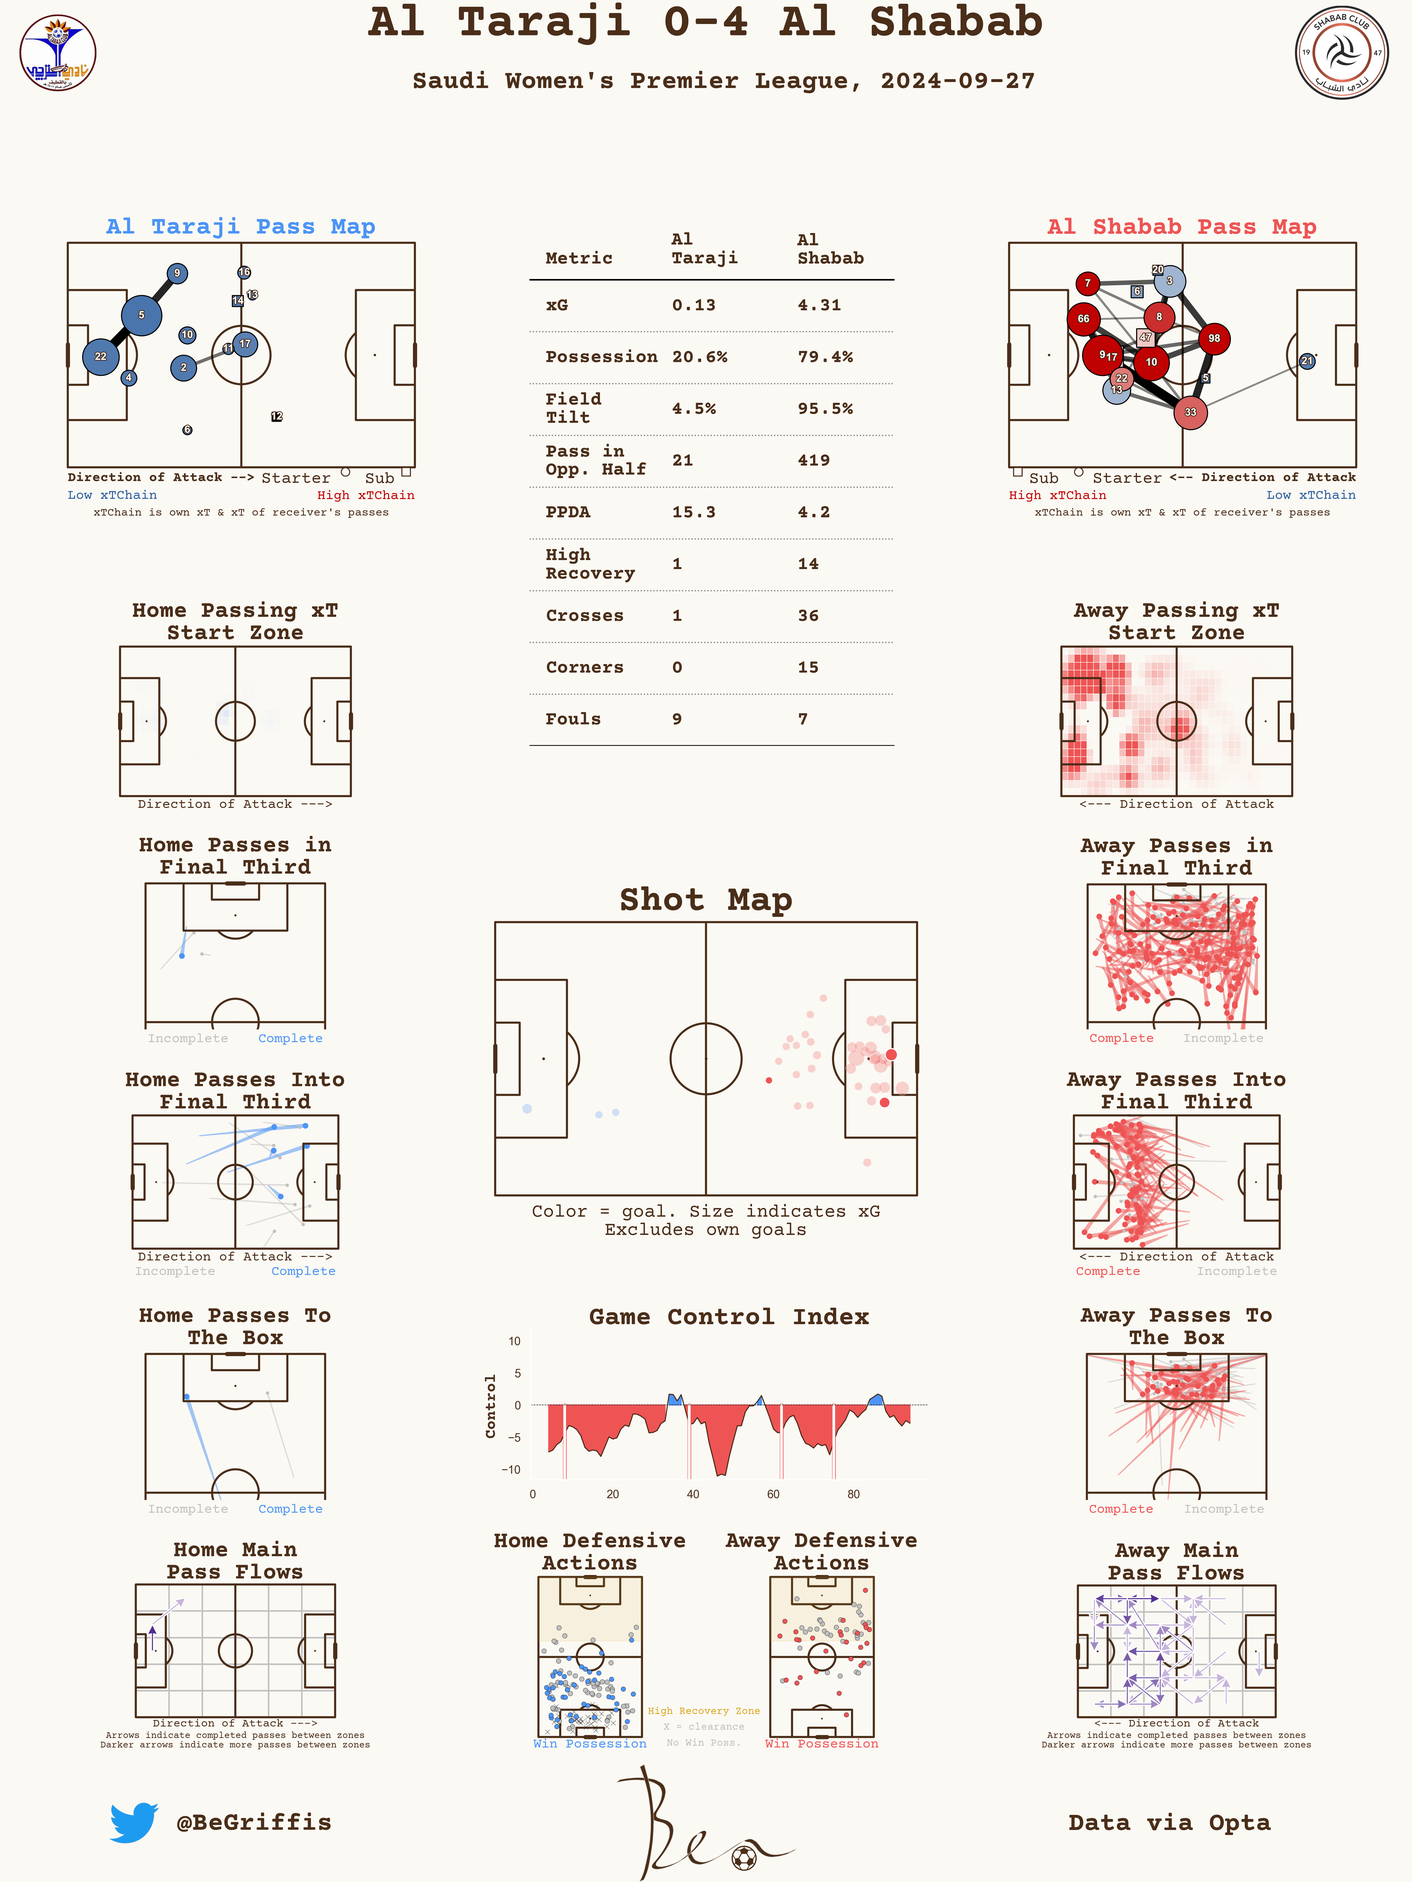 Al Taraji 0-4 Al Shabab
Saudi Women's Premier League, 2024-09-27
نادي الترجي
SHABAB CLUB
19 47
نادي الشباب
Al Taraji Pass Map
9
16
13
14
5
10
17
11
22
2
4
12
6
Direction of Attack --> Starter Sub
Low xTChain High xTChain
xTChain is own xT & xT of receiver's passes
Metric Al Taraji Al Shabab
xG 0.13 4.31
Possession 20.6% 79.4%
Field Tilt 4.5% 95.5%
Pass in Opp. Half 21 419
PPDA 15.3 4.2
High Recovery 1 14
Crosses 1 36
Corners 0 15
Fouls 9 7
Al Shabab Pass Map
20
7
3
6
66
8
47
98
9
17
10
21
22
5
13
33
Sub Starter <-- Direction of Attack
High xTChain Low xTChain
xTChain is own xT & xT of receiver's passes
Home Passing xT
Start Zone
Direction of Attack --->
Away Passing xT
Start Zone
<--- Direction of Attack
Home Passes in
Final Third
Incomplete Complete
Away Passes in
Final Third
Complete Incomplete
Shot Map
Color = goal. Size indicates xG
Excludes own goals
Home Passes Into
Final Third
Direction of Attack --->
Incomplete Complete
Away Passes Into
Final Third
<--- Direction of Attack
Complete Incomplete
Home Passes To
The Box
Incomplete Complete
Game Control Index
Control
10
5
0
−5
−10
0 20 40 60 80
Away Passes To
The Box
Complete Incomplete
Home Main
Pass Flows
Direction of Attack --->
Arrows indicate completed passes between zones
Darker arrows indicate more passes between zones
Home Defensive
Actions
Win Possession
Away Defensive
Actions
Win Possession
High Recovery Zone
X = clearance
No Win Poss.
Away Main
Pass Flows
<--- Direction of Attack
Arrows indicate completed passes between zones
Darker arrows indicate more passes between zones
@BeGriffis
Ben
Data via Opta